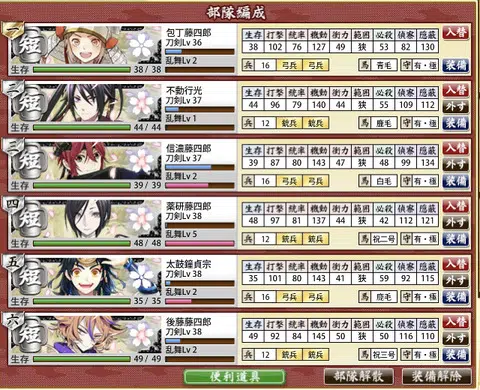 部隊編成
一
短
包丁藤四郎
刀剣Lv 36
乱舞Lv 2
生存 38 / 38
生存 打撃 統率 機動 衝力 範囲 必殺 偵察 隠蔽
38 102 76 127 49 狭 53 82 130
兵 16 弓兵 弓兵 馬 青毛 守 有・極
入替
装備
二
短
不動行光
刀剣Lv 37
乱舞Lv 1
生存 44 / 44
生存 打撃 統率 機動 衝力 範囲 必殺 偵察 隠蔽
44 96 79 140 44 狭 55 109 112
兵 12 銃兵 銃兵 馬 鹿毛 守 有・極
入替
外す
装備
三
短
信濃藤四郎
刀剣Lv 37
乱舞Lv 2
生存 39 / 39
生存 打撃 統率 機動 衝力 範囲 必殺 偵察 隠蔽
39 87 80 143 47 狭 48 99 134
兵 16 弓兵 弓兵 馬 白毛 守 有・極
入替
外す
装備
四
短
薬研藤四郎
刀剣Lv 38
乱舞Lv 5
生存 48 / 48
生存 打撃 統率 機動 衝力 範囲 必殺 偵察 隠蔽
48 97 81 137 44 狭 42 112 121
兵 12 銃兵 銃兵 馬 祝二号 守 有・極
入替
外す
装備
五
短
太鼓鐘貞宗
刀剣Lv 38
乱舞Lv 2
生存 35 / 35
生存 打撃 統率 機動 衝力 範囲 必殺 偵察 隠蔽
35 101 80 143 44 狭 59 92 115
兵 16 弓兵 弓兵 馬 鹿毛 守 有・極
入替
外す
装備
六
短
後藤藤四郎
刀剣Lv 38
乱舞Lv 2
生存 49 / 49
生存 打撃 統率 機動 衝力 範囲 必殺 偵察 隠蔽
49 92 84 145 50 狭 50 116 110
兵 12 銃兵 銃兵 馬 祝三号 守 有・極
入替
外す
装備
便利道具
部隊解散
装備解除